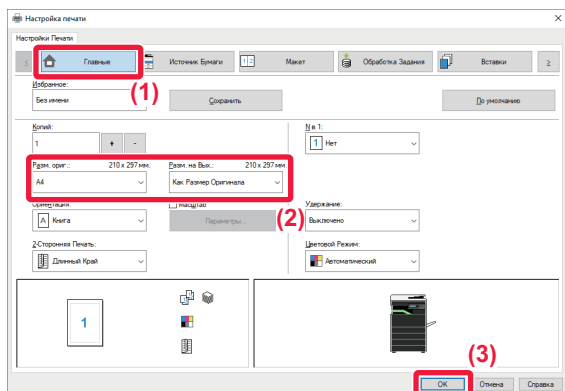 Настройка печати
Настройки Печати
Главные
Источник Бумаги
Макет
Обработка Задания
Вставки
(1)
Избранное:
Без имени
Сохранить
По умолчанию
Копий:
1
+ -
N в 1:
1 Нет
Разм. ориг.: 210 x 297 мм.
Разм. на Вых.: 210 x 297 мм.
A4
Как Размер Оригинала
(2)
Ориентация:
A Книга
Масштаб
Параметры...
Удержание:
Выключено
2-Сторонняя Печать:
Длинный Край
Цветовой Режим:
Автоматический
1
(3)
OK
Отмена
Справка